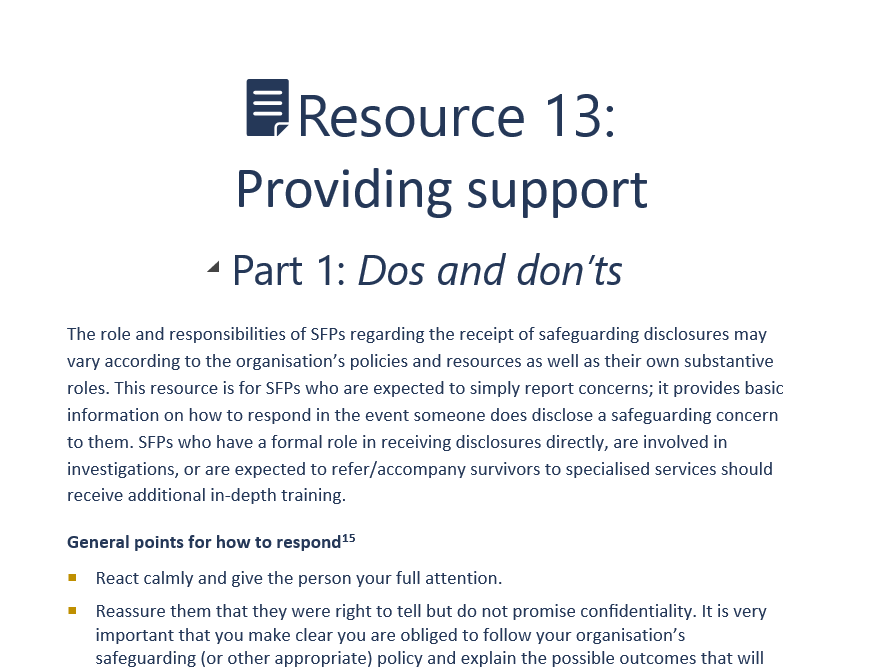 Resource 13:
Providing support
Part 1: Dos and don’ts
The role and responsibilities of SFPs regarding the receipt of safeguarding disclosures may
vary according to the organisation’s policies and resources as well as their own substantive
roles. This resource is for SFPs who are expected to simply report concerns; it provides basic
information on how to respond in the event someone does disclose a safeguarding concern
to them. SFPs who have a formal role in receiving disclosures directly, are involved in
investigations, or are expected to refer/accompany survivors to specialised services should
receive additional in-depth training.
General points for how to respond15
React calmly and give the person your full attention.
Reassure them that they were right to tell but do not promise confidentiality. It is very
important that you make clear you are obliged to follow your organisation’s
safeguarding (or other appropriate) policy and explain the possible outcomes that will